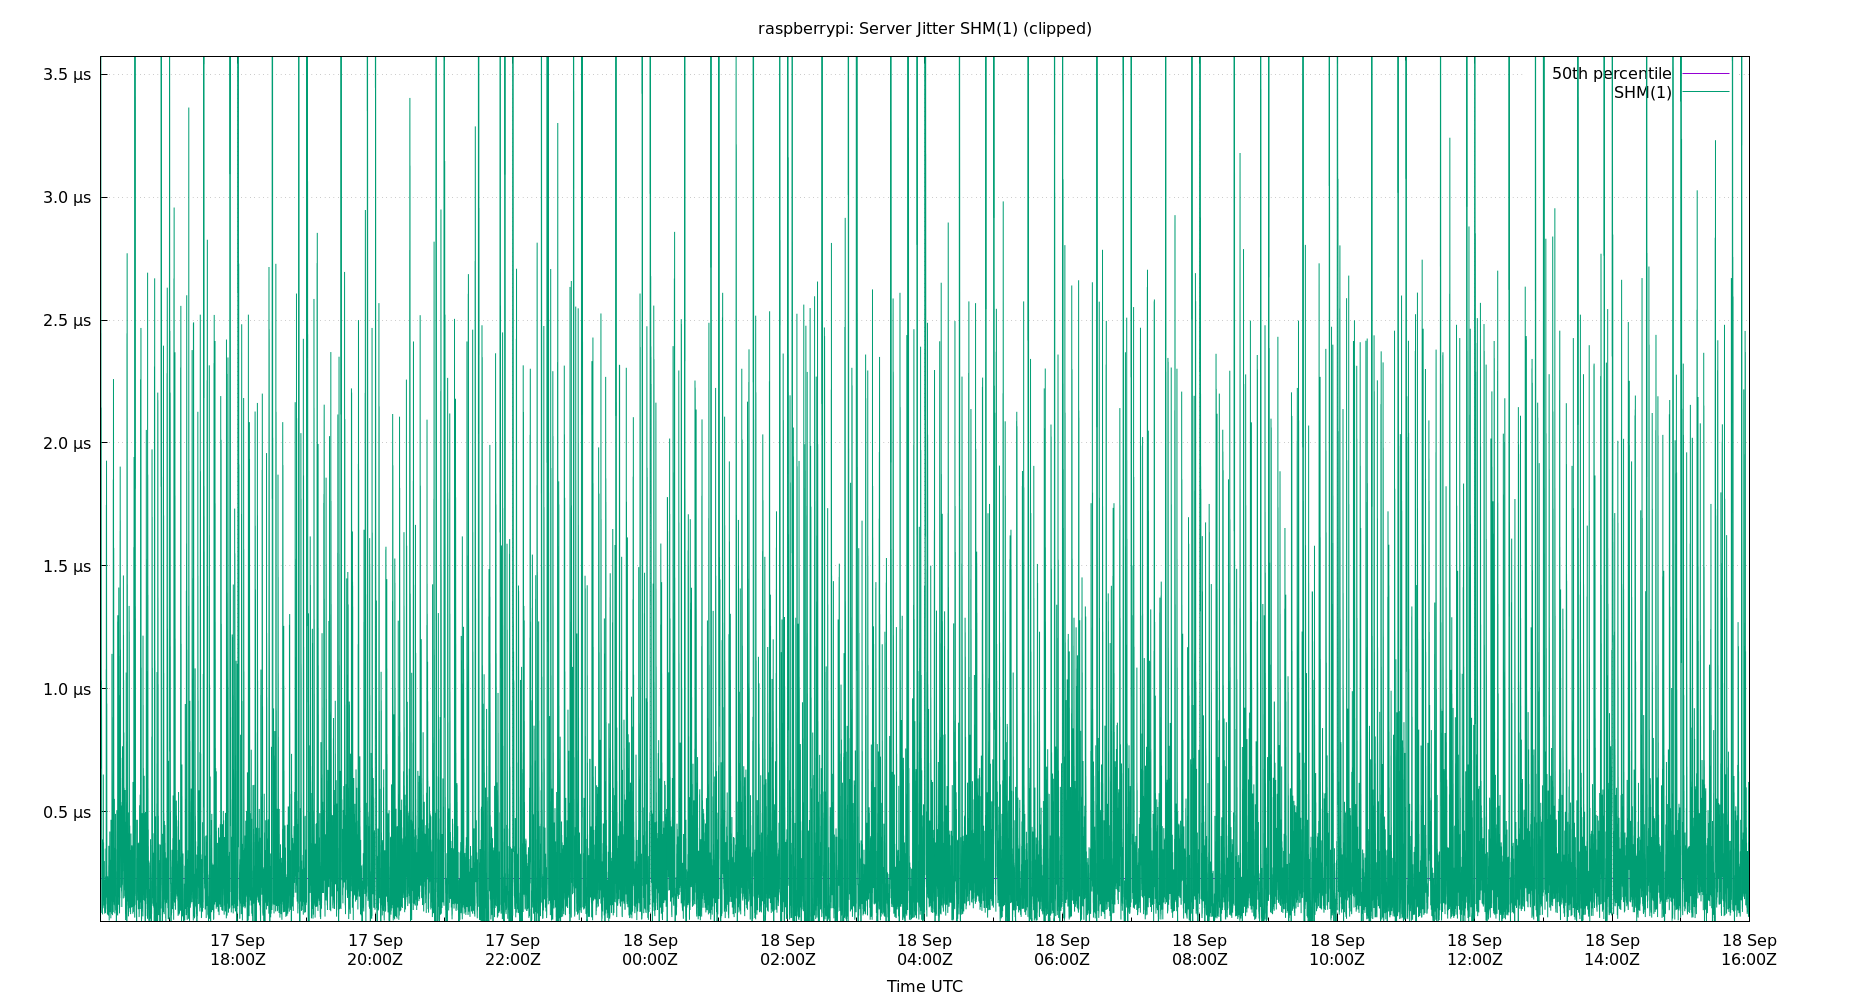 raspberrypi: Server Jitter SHM(1) (clipped)
50th percentile
SHM(1)
3.5 µs
3.0 µs
2.5 µs
2.0 µs
1.5 µs
1.0 µs
0.5 µs
17 Sep 17 Sep 17 Sep 18 Sep 18 Sep 18 Sep 18 Sep 18 Sep 18 Sep 18 Sep 18 Sep 18 Sep
18:00Z 20:00Z 22:00Z 00:00Z 02:00Z 04:00Z 06:00Z 08:00Z 10:00Z 12:00Z 14:00Z 16:00Z
Time UTC